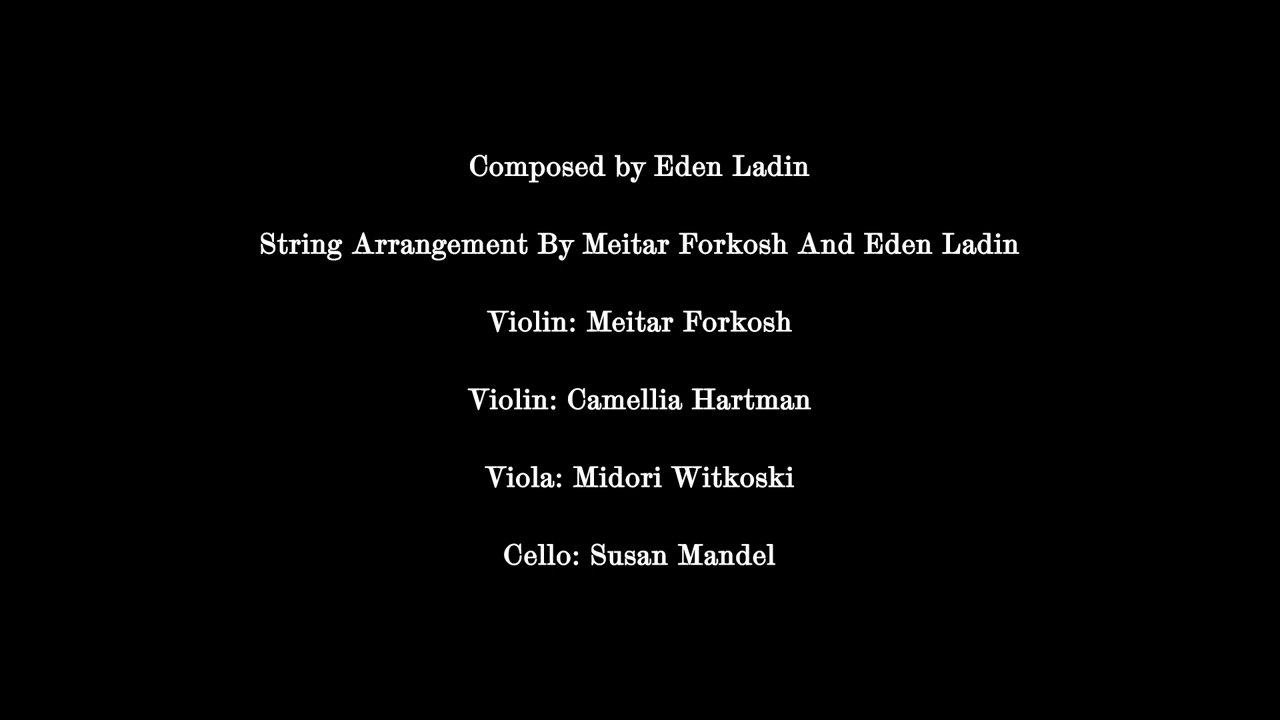 Composed by Eden Ladin
String Arrangement By Meitar Forkosh And Eden Ladin
Violin: Meitar Forkosh
Violin: Camellia Hartman
Viola: Midori Witkoski
Cello: Susan Mandel